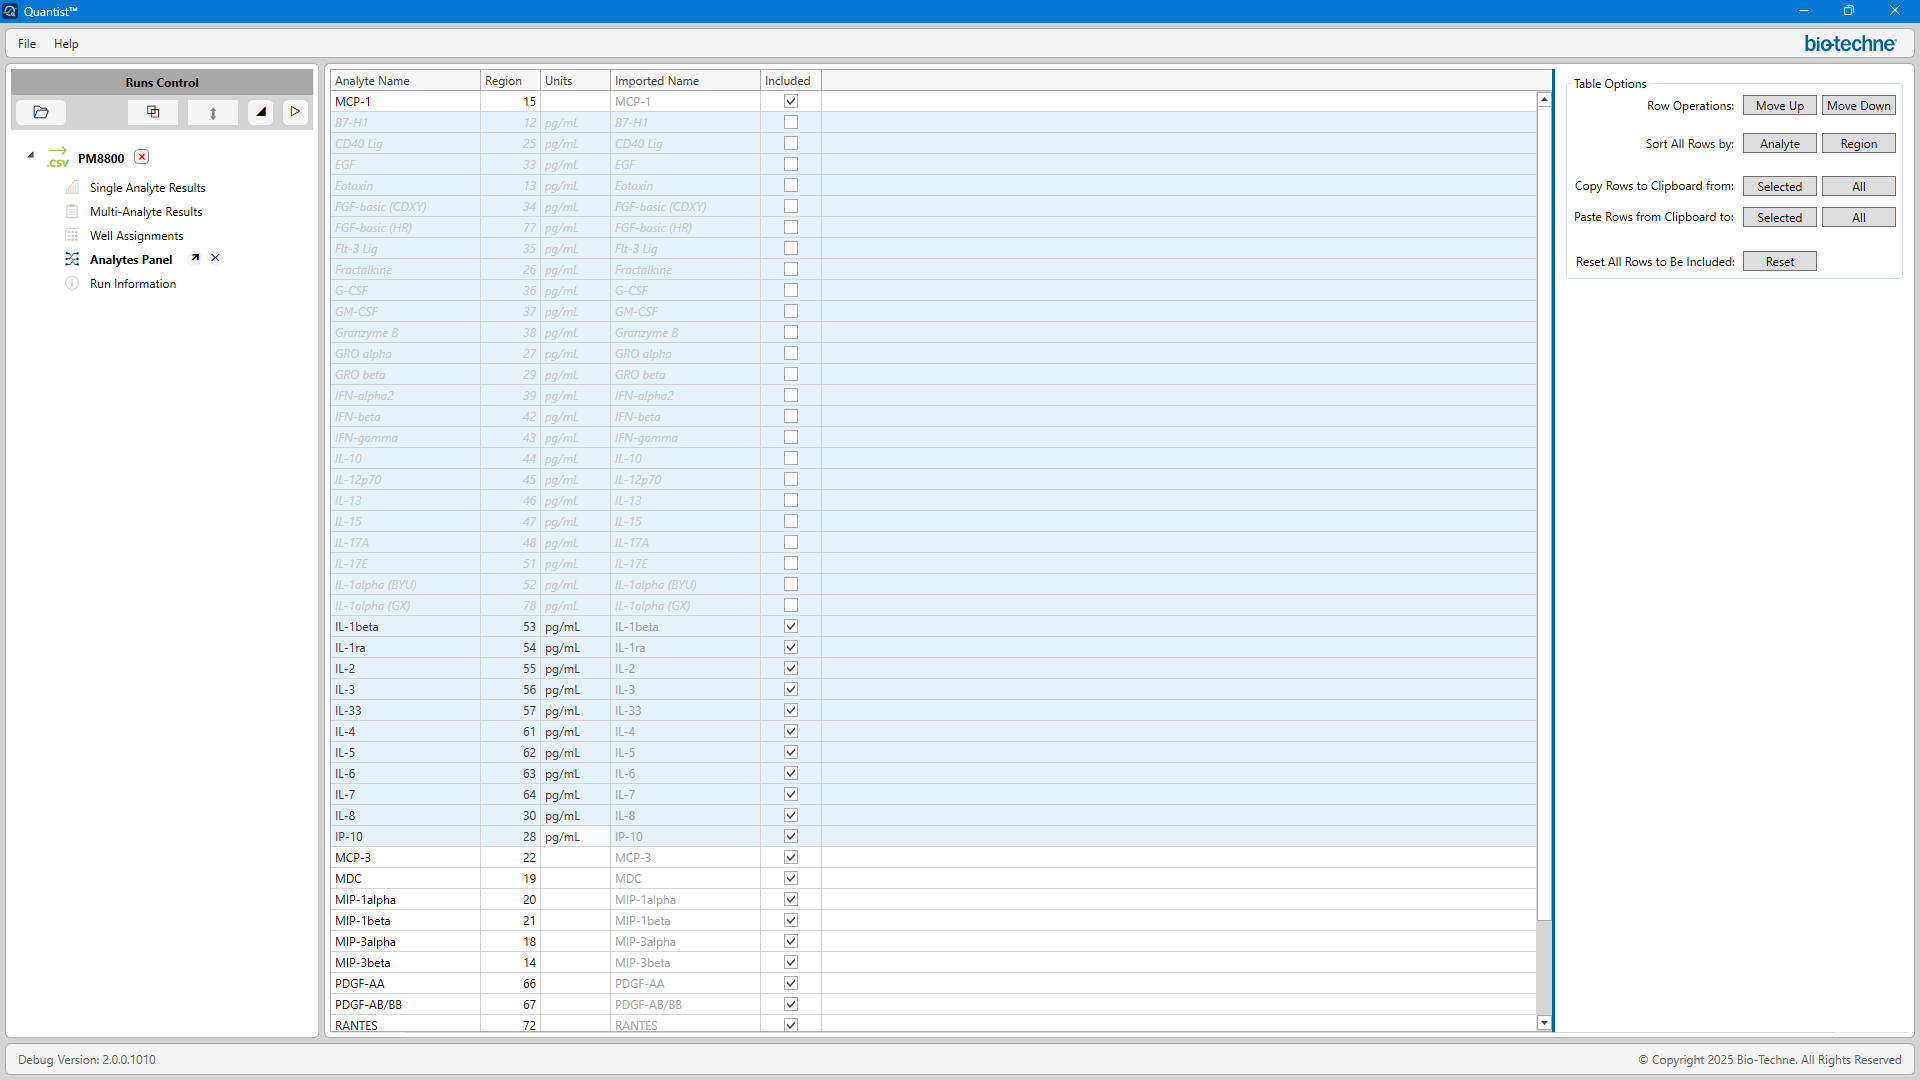 Quantist™
File Help
bio-techne
Runs Control
.CSV PM8800
Single Analyte Results
Multi-Analyte Results
Well Assignments
Analytes Panel
Run Information
Analyte Name Region Units Imported Name Included
MCP-1 15 MCP-1
B7-H1 12 pg/mL B7-H1
CD40 Lig 25 pg/mL CD40 Lig
EGF 33 pg/mL EGF
Eotaxin 13 pg/mL Eotaxin
FGF-basic (CDXY) 34 pg/mL FGF-basic (CDXY)
FGF-basic (HR) 77 pg/mL FGF-basic (HR)
Flt-3 Lig 35 pg/mL Flt-3 Lig
Fractalkine 26 pg/mL Fractalkine
G-CSF 36 pg/mL G-CSF
GM-CSF 37 pg/mL GM-CSF
Granzyme B 38 pg/mL Granzyme B
GRO alpha 27 pg/mL GRO alpha
GRO beta 29 pg/mL GRO beta
IFN-alpha2 39 pg/mL IFN-alpha2
IFN-beta 42 pg/mL IFN-beta
IFN-gamma 43 pg/mL IFN-gamma
IL-10 44 pg/mL IL-10
IL-12p70 45 pg/mL IL-12p70
IL-13 46 pg/mL IL-13
IL-15 47 pg/mL IL-15
IL-17A 48 pg/mL IL-17A
IL-17E 51 pg/mL IL-17E
IL-1alpha (BYU) 52 pg/mL IL-1alpha (BYU)
IL-1alpha (GX) 78 pg/mL IL-1alpha (GX)
IL-1beta 53 pg/mL IL-1beta
IL-1ra 54 pg/mL IL-1ra
IL-2 55 pg/mL IL-2
IL-3 56 pg/mL IL-3
IL-33 57 pg/mL IL-33
IL-4 61 pg/mL IL-4
IL-5 62 pg/mL IL-5
IL-6 63 pg/mL IL-6
IL-7 64 pg/mL IL-7
IL-8 30 pg/mL IL-8
IP-10 28 pg/mL IP-10
MCP-3 22 MCP-3
MDC 19 MDC
MIP-1alpha 20 MIP-1alpha
MIP-1beta 21 MIP-1beta
MIP-3alpha 18 MIP-3alpha
MIP-3beta 14 MIP-3beta
PDGF-AA 66 PDGF-AA
PDGF-AB/BB 67 PDGF-AB/BB
RANTES 72 RANTES
Table Options
Row Operations: Move Up Move Down
Sort All Rows by: Analyte Region
Copy Rows to Clipboard from: Selected All
Paste Rows from Clipboard to: Selected All
Reset All Rows to Be Included: Reset
Debug Version: 2.0.0.1010
© Copyright 2025 Bio-Techne. All Rights Reserved